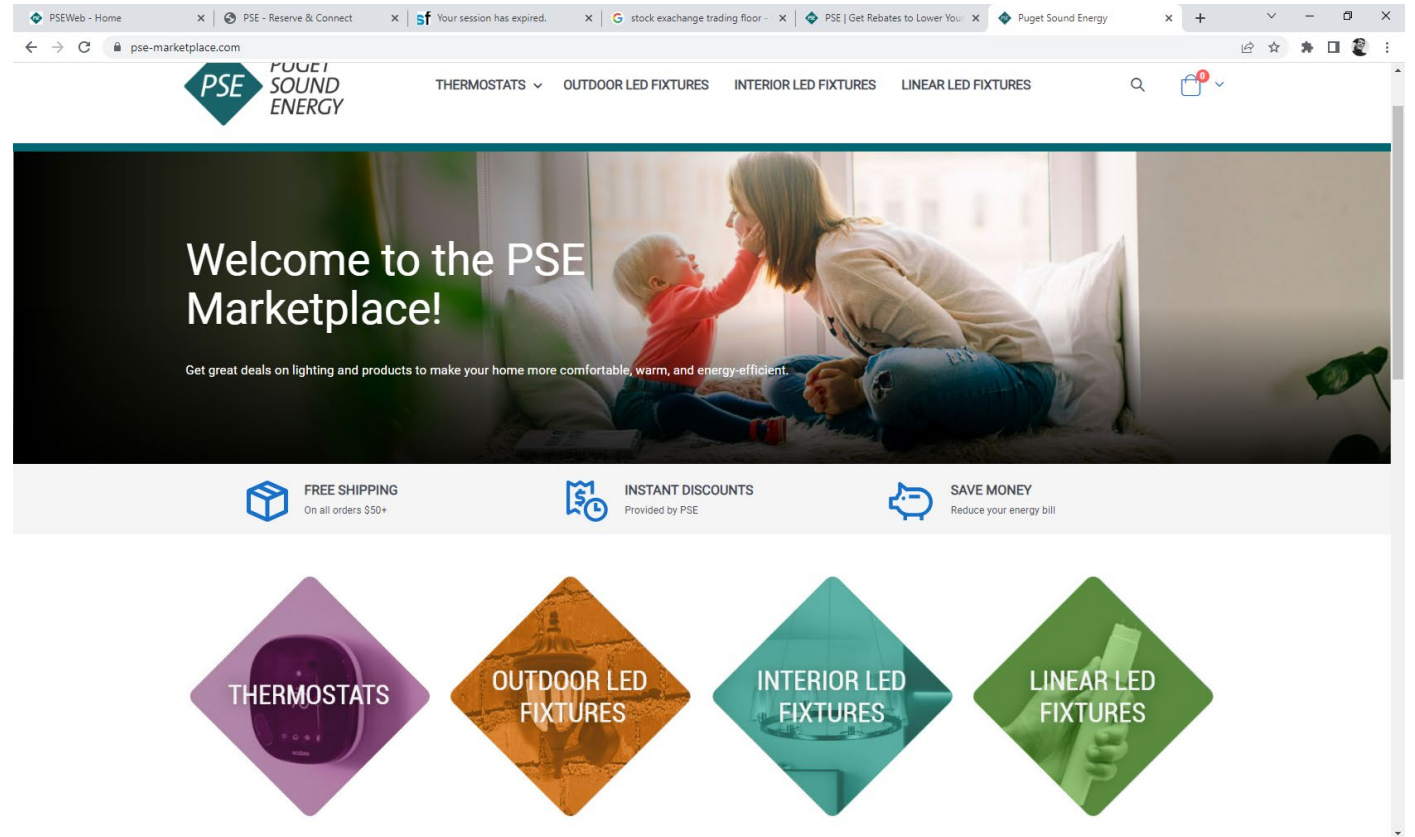 PSEWeb - Home
PSE - Reserve & Connect
sf Your session has expired.
G stock exachange trading floor -
PSE | Get Rebates to Lower Your
Puget Sound Energy
pse-marketplace.com
PSE
PUGET
SOUND
ENERGY
THERMOSTATS
OUTDOOR LED FIXTURES
INTERIOR LED FIXTURES
LINEAR LED FIXTURES
0
Welcome to the PSE
Marketplace!
Get great deals on lighting and products to make your home more comfortable, warm, and energy-efficient.
FREE SHIPPING
On all orders $50+
INSTANT DISCOUNTS
Provided by PSE
SAVE MONEY
Reduce your energy bill
THERMOSTATS
OUTDOOR LED
FIXTURES
INTERIOR LED
FIXTURES
LINEAR LED
FIXTURES